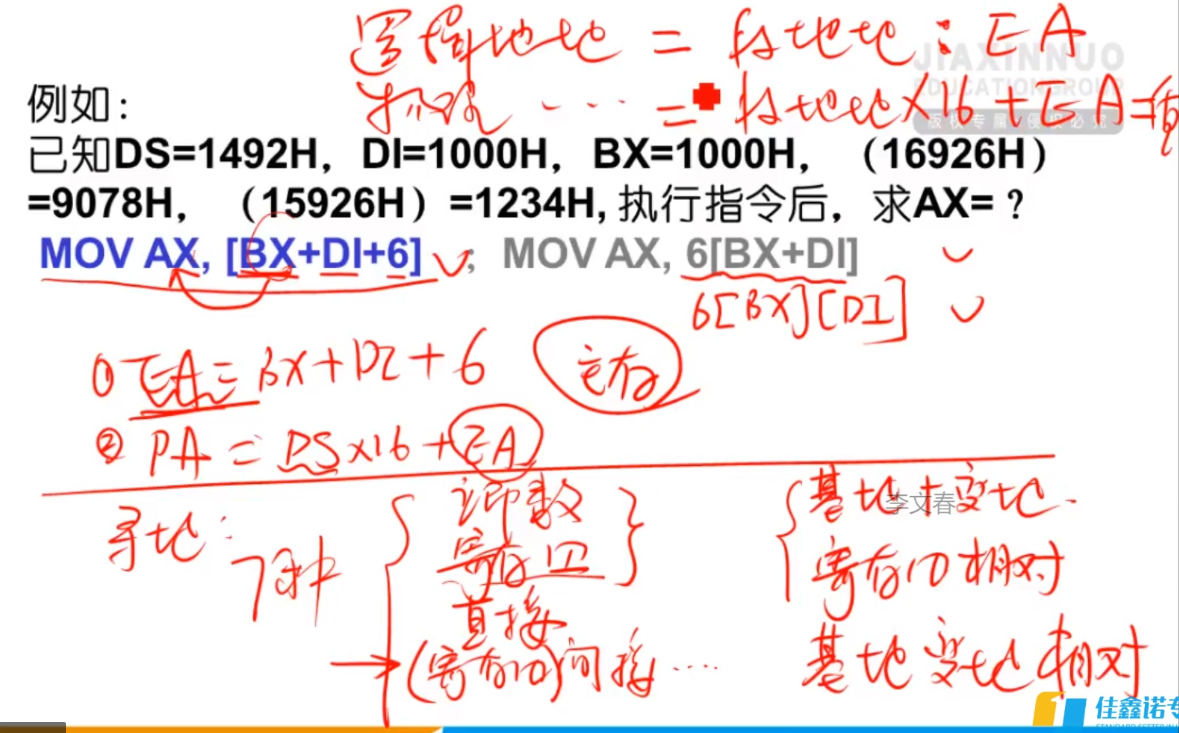 逻辑地址 = 段地址 : EA
JIAXINNUO
EDUCATIONGROUP
物理 ... = 段地址×16+EA=
版权专属 侵权必究
例如：
已知DS=1492H，DI=1000H，BX=1000H，（16926H）
=9078H，（15926H）=1234H, 执行指令后，求AX=？
MOV AX, [BX+DI+6] ；MOV AX, 6[BX+DI]
6[BX][DI]
① EA=BX+DI+6 主存
② PA=DS×16+EA
寻址: 7种
立即数
寄存器
直接
(寄存器)间接 ....
基址+变址.
李文春
寄存器相对
基址变址相对
佳鑫诺专